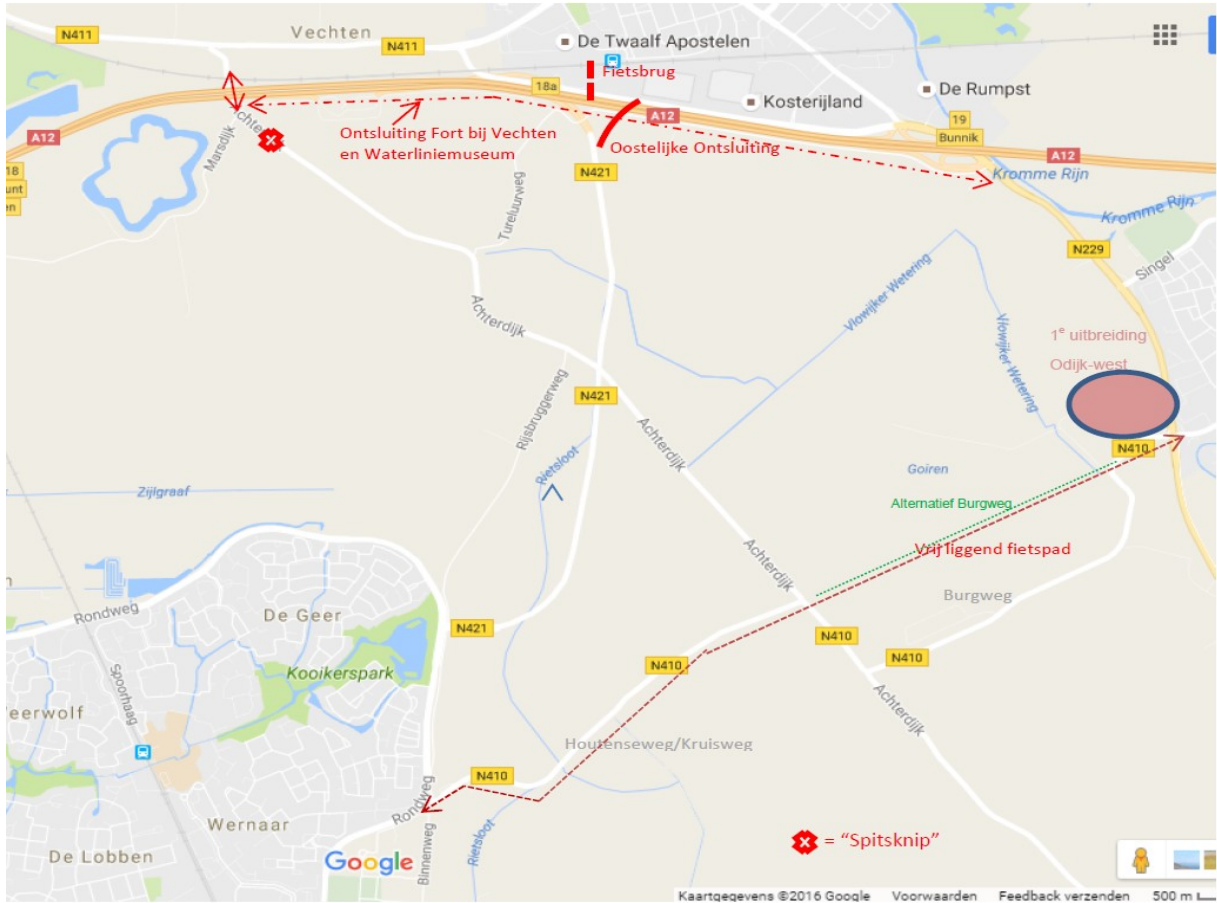 N411
Vechten
N411
De Twaalf Apostelen
Fietsbrug
18a
De Rumpst
Kosterijland
A12
19
Bunnik
A12
A12
Marsdijk
Ontsluiting Fort bij Vechten
en Waterliniemuseum
Oostelijke Ontsluiting
18
N421
Kromme Rijn
Kromme Rijn
Tureluurweg
N229
Singel
Vlowijker Wetering
Vlowijker Wetering
Achterdijk
1e uitbreiding
Odijk-west
Rijsbruggerweg
N421
Achterdijk
N410
Rietsloot
Goiren
Zijlgraaf
Alternatief Burgweg
Vrij liggend fietspad
Achterdijk
Rondweg
De Geer
Burgweg
N421
N410
Kooikerspark
N410
N410
Spoorhaag
Achterdijk
eerwolf
Houtenseweg/Kruisweg
N410
Rondweg
Wernaar
Rietsloot
Binnenweg
= "Spitsknip"
De Lobben
Google
Kaartgegevens ©2016 Google Voorwaarden Feedback verzenden 500 m